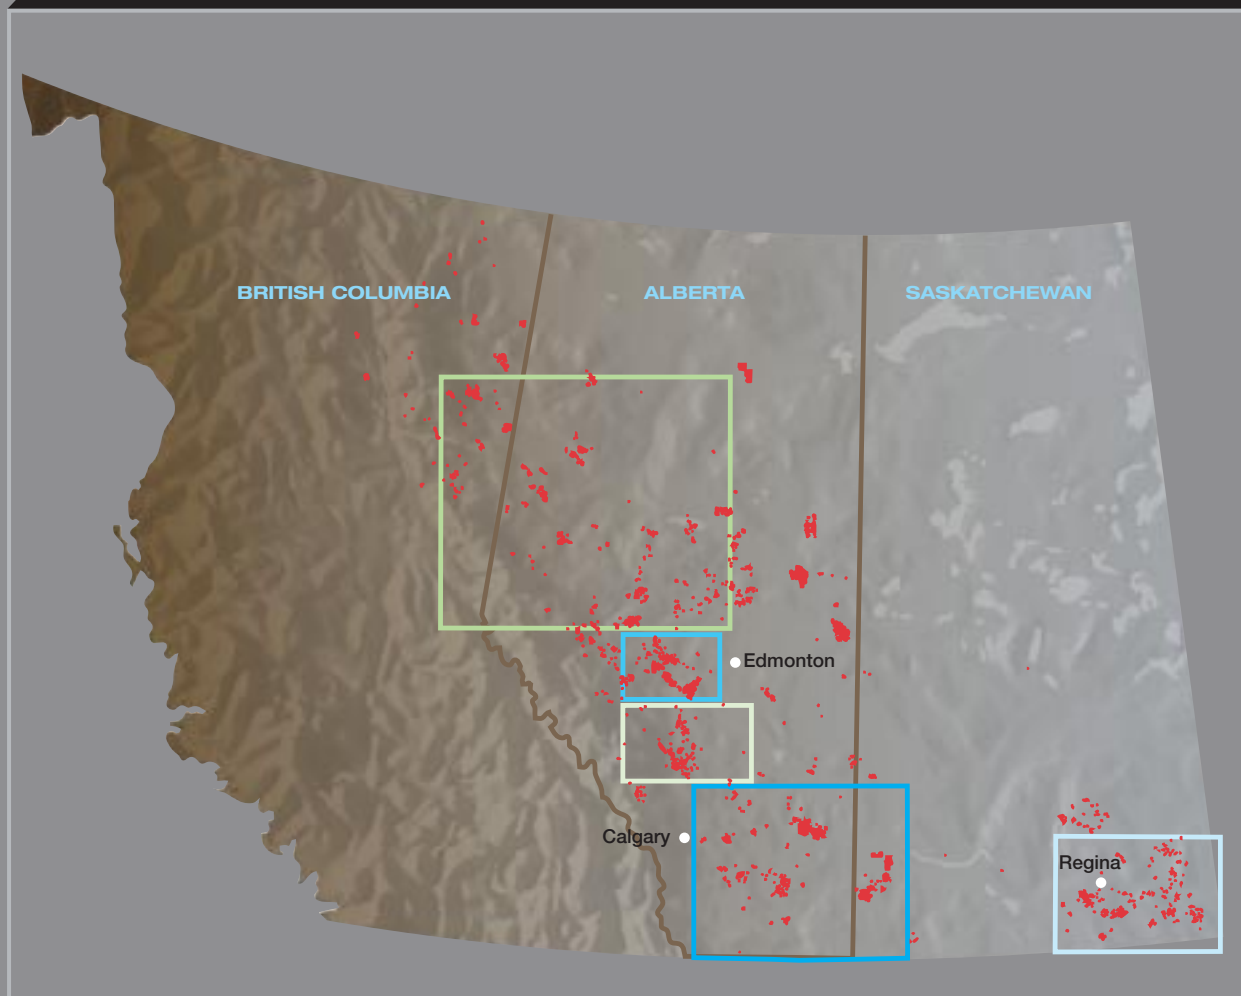 BRITISH COLUMBIA
ALBERTA
SASKATCHEWAN
Edmonton
Calgary
Regina